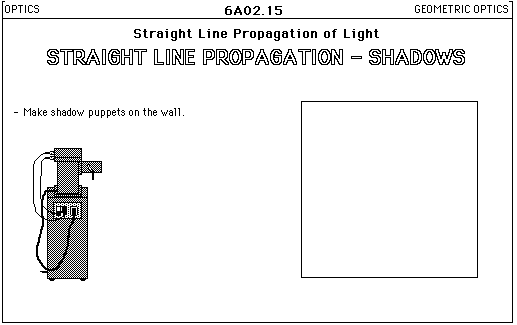 OPTICS 6A02.15 GEOMETRIC OPTICS
Straight Line Propagation of Light
STRAIGHT LINE PROPAGATION - SHADOWS
- Make shadow puppets on the wall.